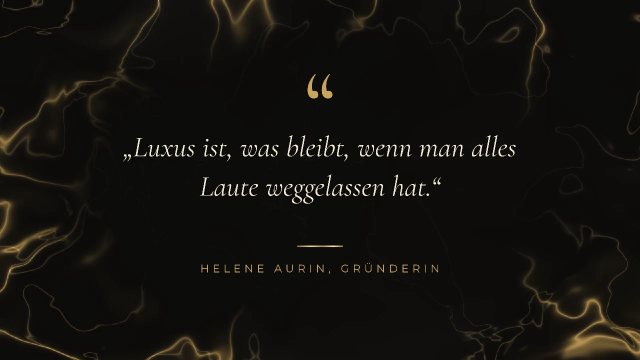 “
„Luxus ist, was bleibt, wenn man alles
Laute weggelassen hat.“
HELENE AURIN, GRÜNDERIN